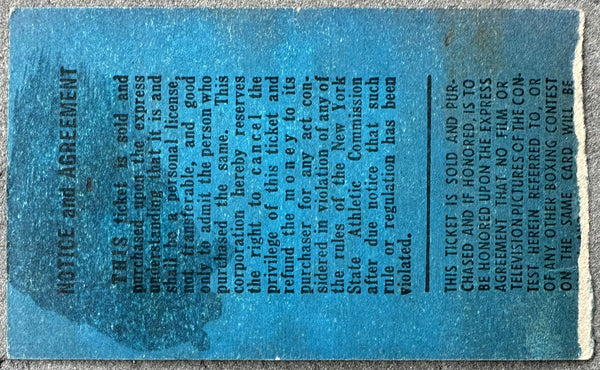 NOTICE and AGREEMENT
THIS ticket is sold and
purchased upon the express
understanding that it is and
shall be a personal license,
not transferable, and good
only to admit the person who
purchased the same. This
corporation hereby reserves
the right to cancel the
privilege of this ticket and
refund the money to its
purchaser for any act con-
sidered in violation of any of
the rules of the New York
State Athletic Commission
after due notice that such
rule or regulation has been
violated.
THIS TICKET IS SOLD AND PUR-
CHASED AND IF HONORED, IS TO
BE HONORED UPON THE EXPRESS
AGREEMENT THAT NO FILM OR
TELEVISION PICTURES OF THE CON-
TEST HEREIN REFERRED TO, OR
OF ANY OTHER BOXING CONTEST
ON THE SAME CARD WILL BE